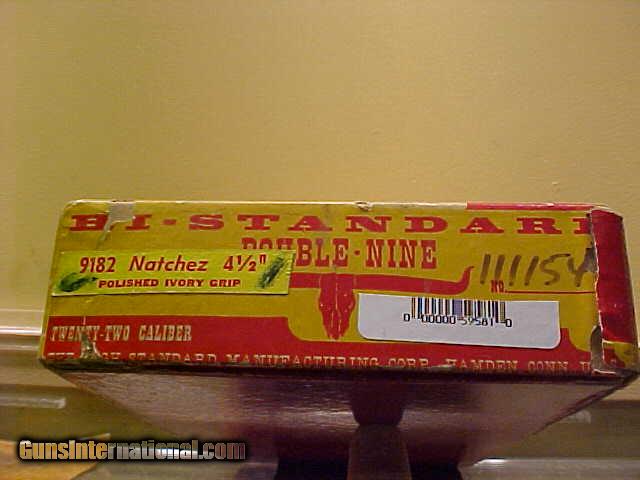 HI-STANDARD
DOUBLE-NINE
9182 Natchez 4½"
POLISHED IVORY GRIP
NO. 111154
0 00000 59581 0
TWENTY-TWO CALIBER
HIGH STANDARD MANUFACTURING CORP. HAMDEN CONN. U.
GunsInternational.com